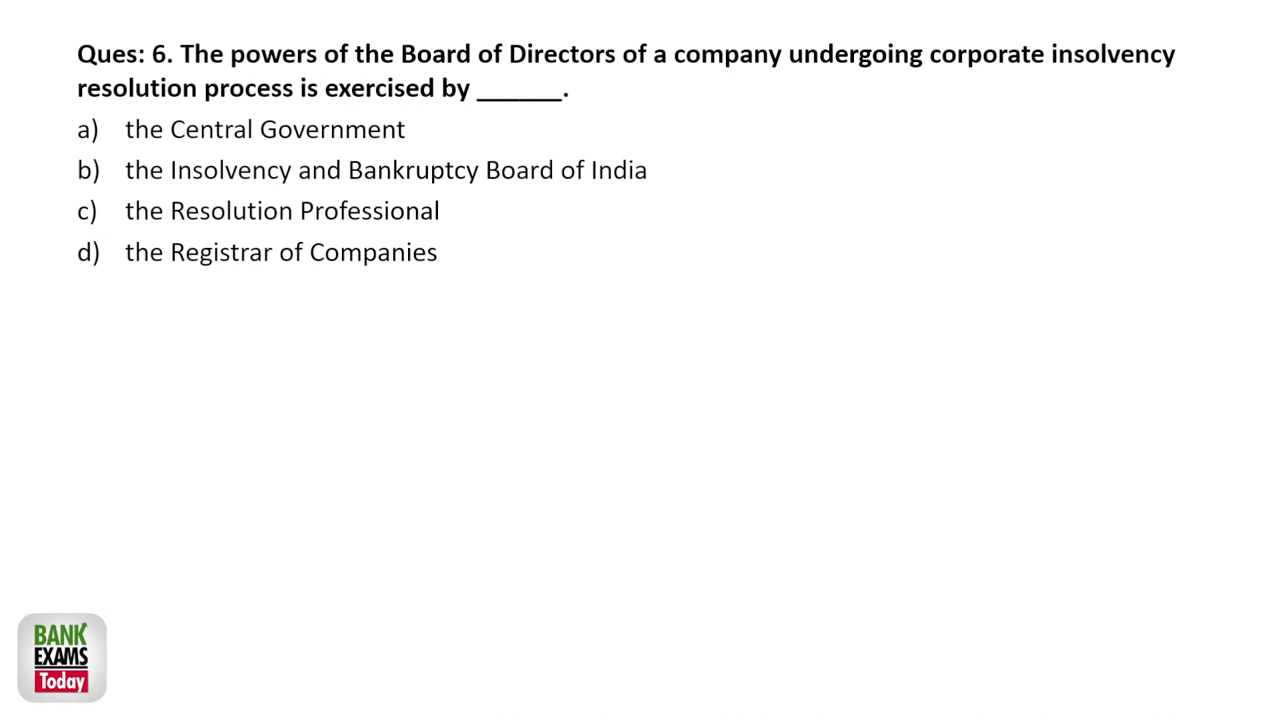 Ques: 6. The powers of the Board of Directors of a company undergoing corporate insolvency
resolution process is exercised by ______.
a) the Central Government
b) the Insolvency and Bankruptcy Board of India
c) the Resolution Professional
d) the Registrar of Companies
BANK
EXAMS
Today